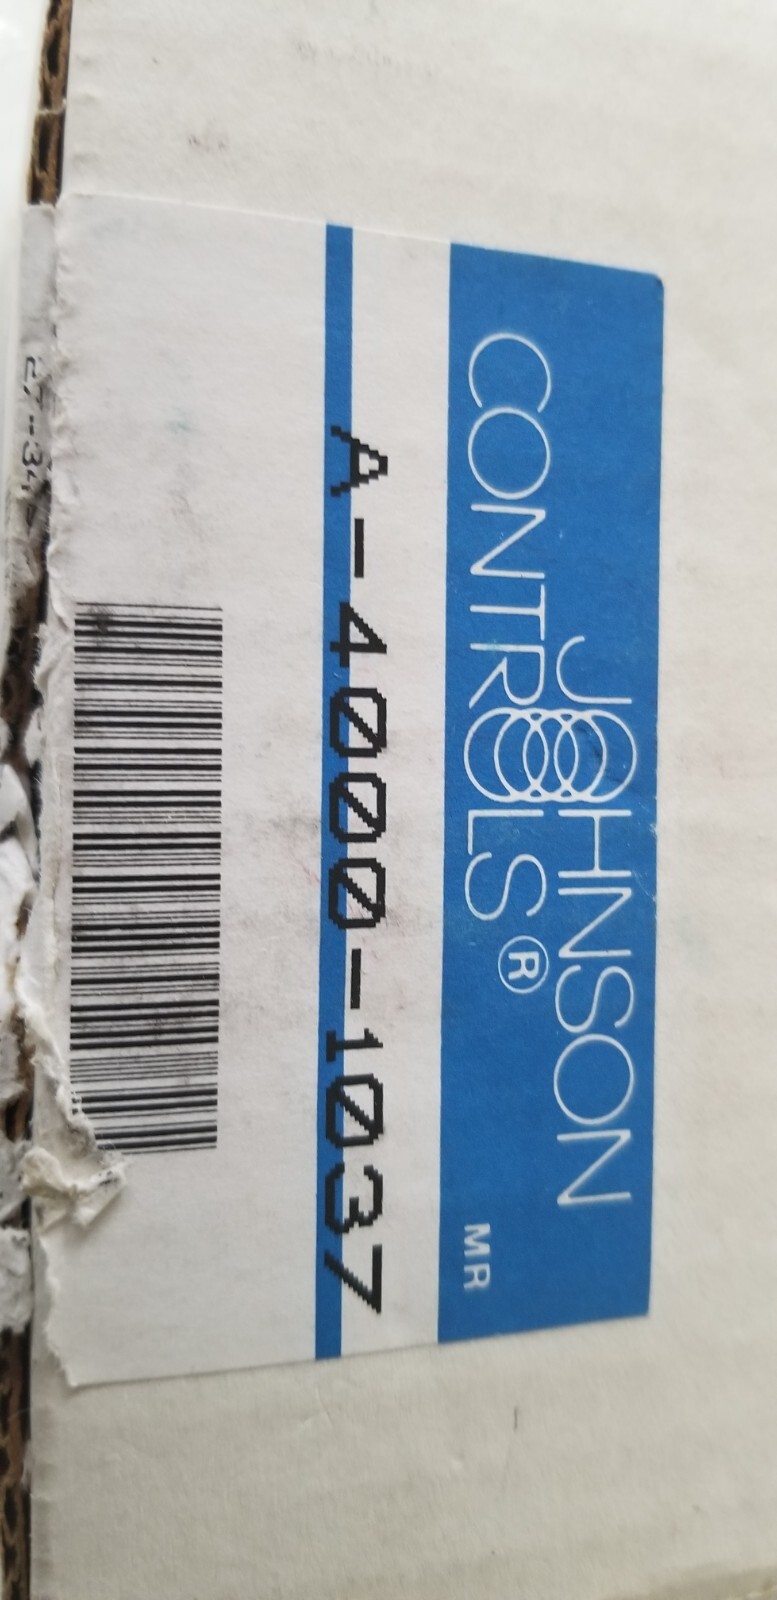 JOHNSON
CONTROLS®
MR
A-4000-1037